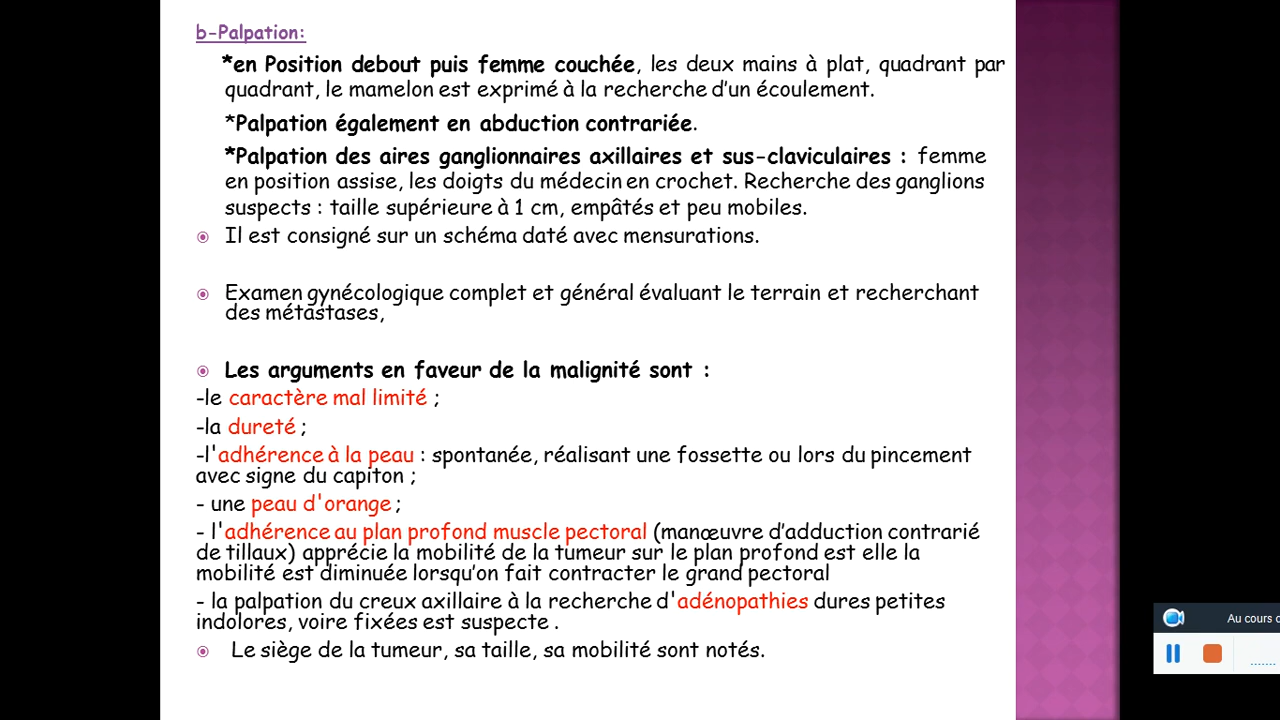 b-Palpation:
*en Position debout puis femme couchée, les deux mains à plat, quadrant par
quadrant, le mamelon est exprimé à la recherche d'un écoulement.
*Palpation également en abduction contrariée.
*Palpation des aires ganglionnaires axillaires et sus-claviculaires : femme
en position assise, les doigts du médecin en crochet. Recherche des ganglions
suspects : taille supérieure à 1 cm, empâtés et peu mobiles.
Il est consigné sur un schéma daté avec mensurations.
Examen gynécologique complet et général évaluant le terrain et recherchant
des métastases,
Les arguments en faveur de la malignité sont :
-le caractère mal limité ;
-la dureté ;
-l'adhérence à la peau : spontanée, réalisant une fossette ou lors du pincement
avec signe du capiton ;
- une peau d'orange ;
- l'adhérence au plan profond muscle pectoral (manœuvre d'adduction contrarié
de tillaux) apprécie la mobilité de la tumeur sur le plan profond est elle la
mobilité est diminuée lorsqu'on fait contracter le grand pectoral
- la palpation du creux axillaire à la recherche d'adénopathies dures petites
indolores, voire fixées est suspecte .
Le siège de la tumeur, sa taille, sa mobilité sont notés.
Au cours